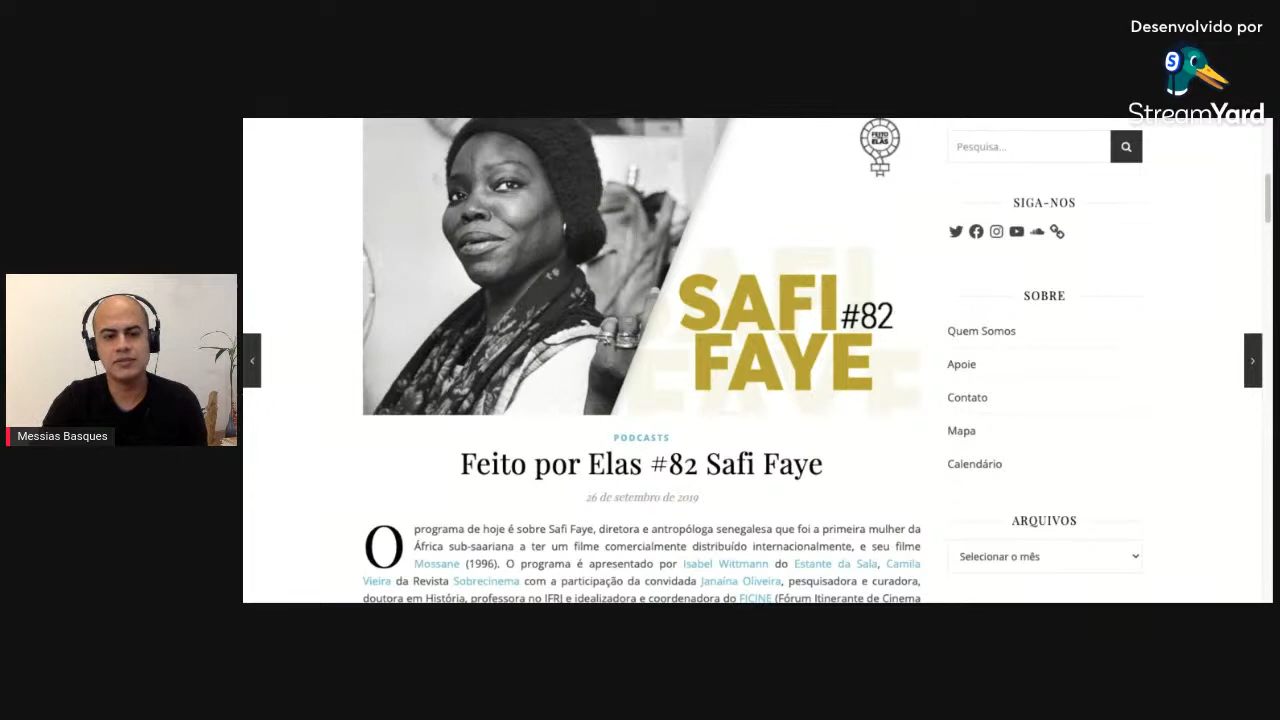 Desenvolvido por
StreamYard
Messias Basques
FEITO
POR
ELAS
SAFI
#82
FAYE
PODCASTS
Feito por Elas #82 Safi Faye
26 de setembro de 2019
O programa de hoje é sobre Safi Faye, diretora e antropóloga senegalesa que foi a primeira mulher da
África sub-saariana a ter um filme comercialmente distribuído internacionalmente, e seu filme
Mossane (1996). O programa é apresentado por Isabel Wittmann do Estante da Sala, Camila
Vieira da Revista Sobrecinema com a participação da convidada Janaína Oliveira, pesquisadora e curadora,
doutora em História, professora no IFRJ e idealizadora e coordenadora do FICINE (Fórum Itinerante de Cinema
Pesquisa...
SIGA-NOS
SOBRE
Quem Somos
Apoie
Contato
Mapa
Calendário
ARQUIVOS
Selecionar o mês